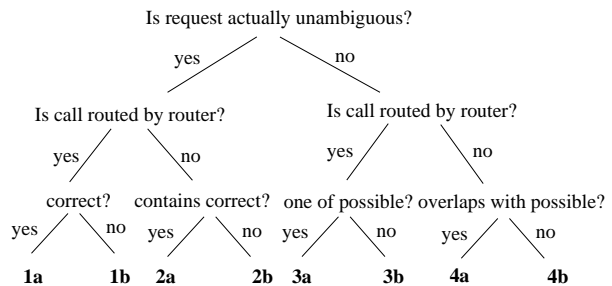 Is request actually unambiguous?
yes no
Is call routed by router? Is call routed by router?
yes no yes no
correct? contains correct? one of possible? overlaps with possible?
yes no yes no yes no yes no
1a 1b 2a 2b 3a 3b 4a 4b